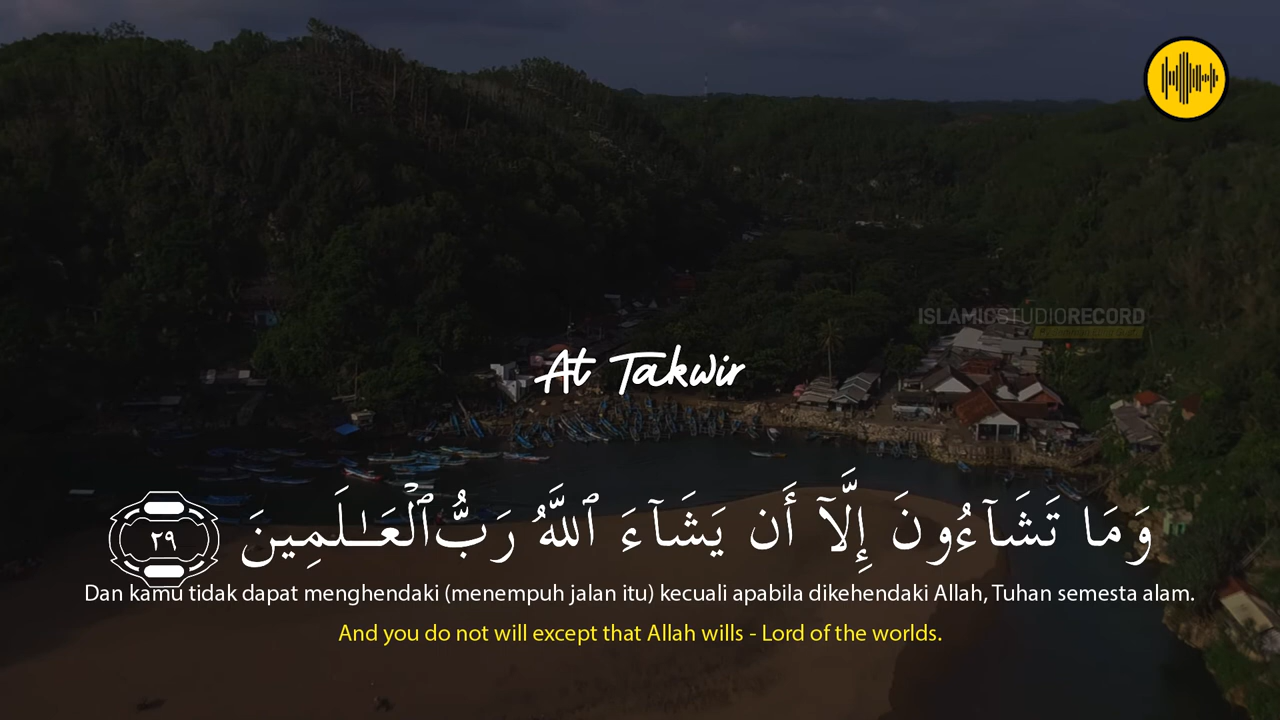 ISLAMICSTUDIORECORD
At Takwir
وَمَا تَشَآءُونَ إِلَّآ أَن يَشَآءَ ٱللَّهُ رَبُّ ٱلْعَـٰلَمِينَ ٢٩
Dan kamu tidak dapat menghendaki (menempuh jalan itu) kecuali apabila dikehendaki Allah, Tuhan semesta alam.
And you do not will except that Allah wills - Lord of the worlds.